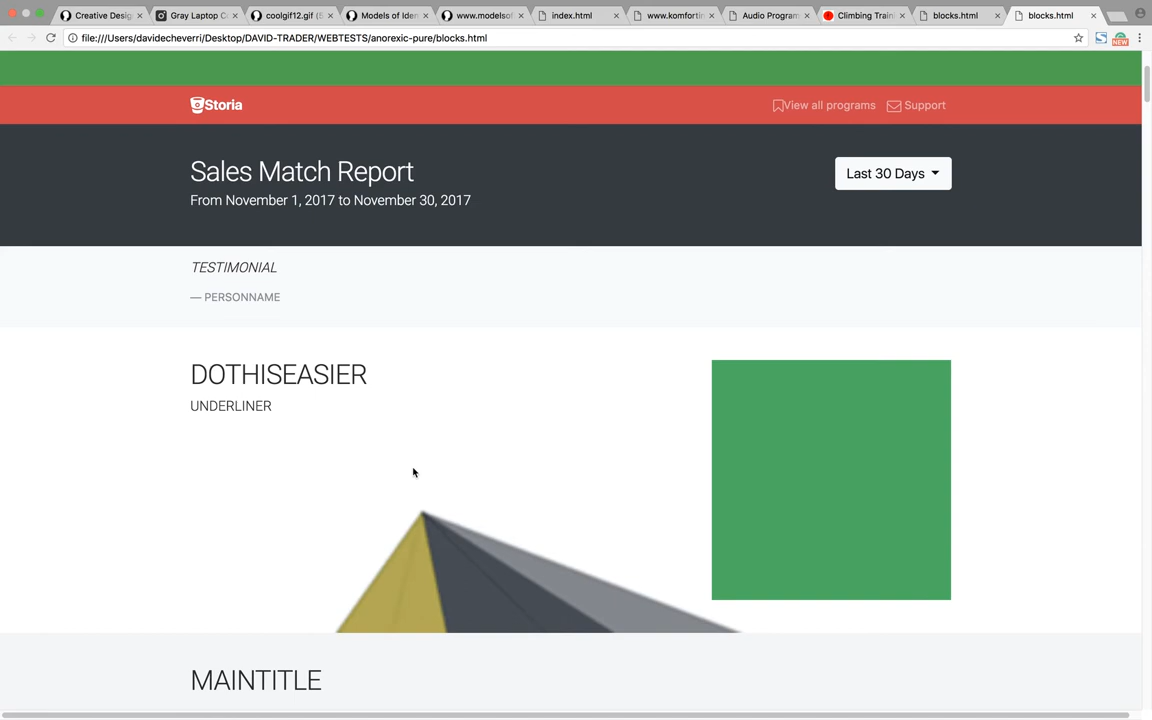 Creative Desig
Gray Laptop C
coolgif12.gif (5
Models of Iden
www.modelsof
index.html
www.komfortin
Audio Program
Climbing Traini
blocks.html
blocks.html
file:///Users/davidecheverri/Desktop/DAVID-TRADER/WEBTESTS/anorexic-pure/blocks.html
NEW
Storia
View all programs
Support
Sales Match Report
Last 30 Days
From November 1, 2017 to November 30, 2017
TESTIMONIAL
— PERSONNAME
DOTHISEASIER
UNDERLINER
MAINTITLE